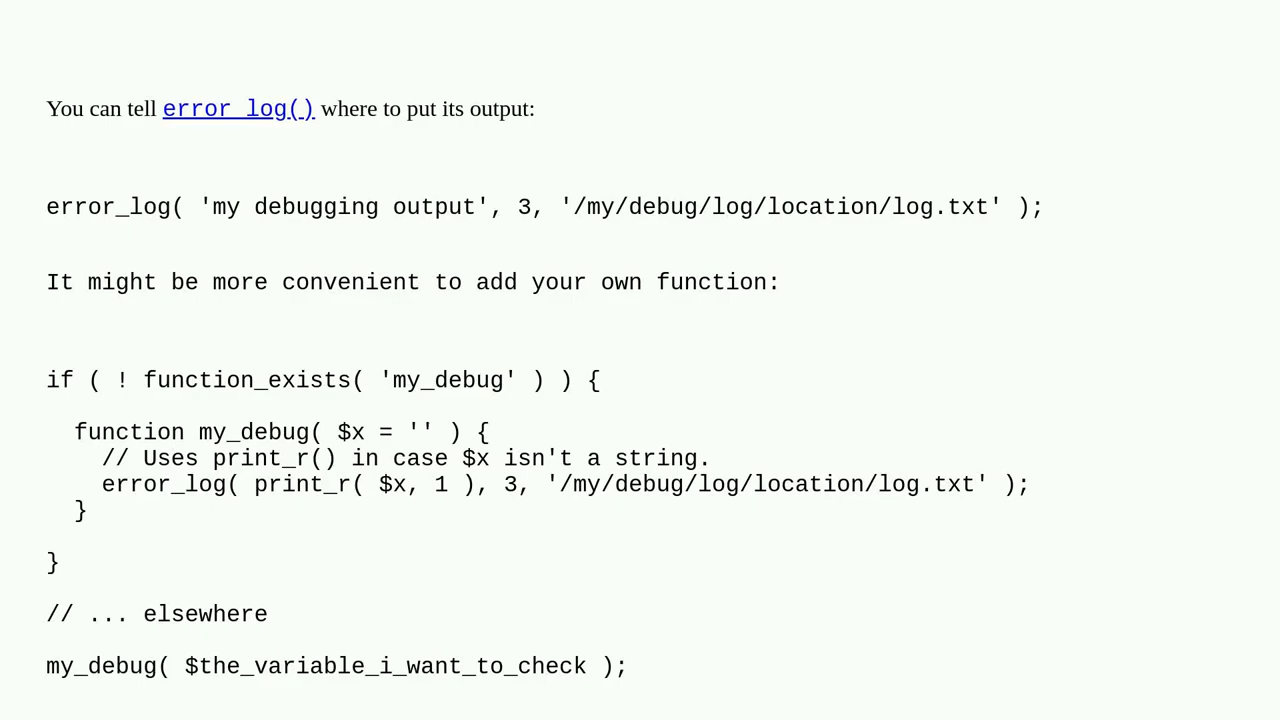 You can tell error_log() where to put its output:
error_log( 'my debugging output', 3, '/my/debug/log/location/log.txt' );
It might be more convenient to add your own function:
if ( ! function_exists( 'my_debug' ) ) {
  function my_debug( $x = '' ) {
    // Uses print_r() in case $x isn't a string.
    error_log( print_r( $x, 1 ), 3, '/my/debug/log/location/log.txt' );
  }
}
// ... elsewhere
my_debug( $the_variable_i_want_to_check );